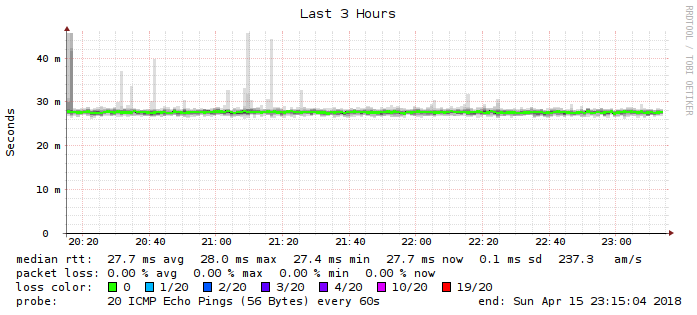 Last 3 Hours
RRDTOOL / TOBI OETIKER
Seconds
40 m
30 m
20 m
10 m
0
20:20 20:40 21:00 21:20 21:40 22:00 22:20 22:40 23:00
median rtt: 27.7 ms avg 28.0 ms max 27.4 ms min 27.7 ms now 0.1 ms sd 237.3 am/s
packet loss: 0.00 % avg 0.00 % max 0.00 % min 0.00 % now
loss color: 0 1/20 2/20 3/20 4/20 10/20 19/20
probe: 20 ICMP Echo Pings (56 Bytes) every 60s end: Sun Apr 15 23:15:04 2018